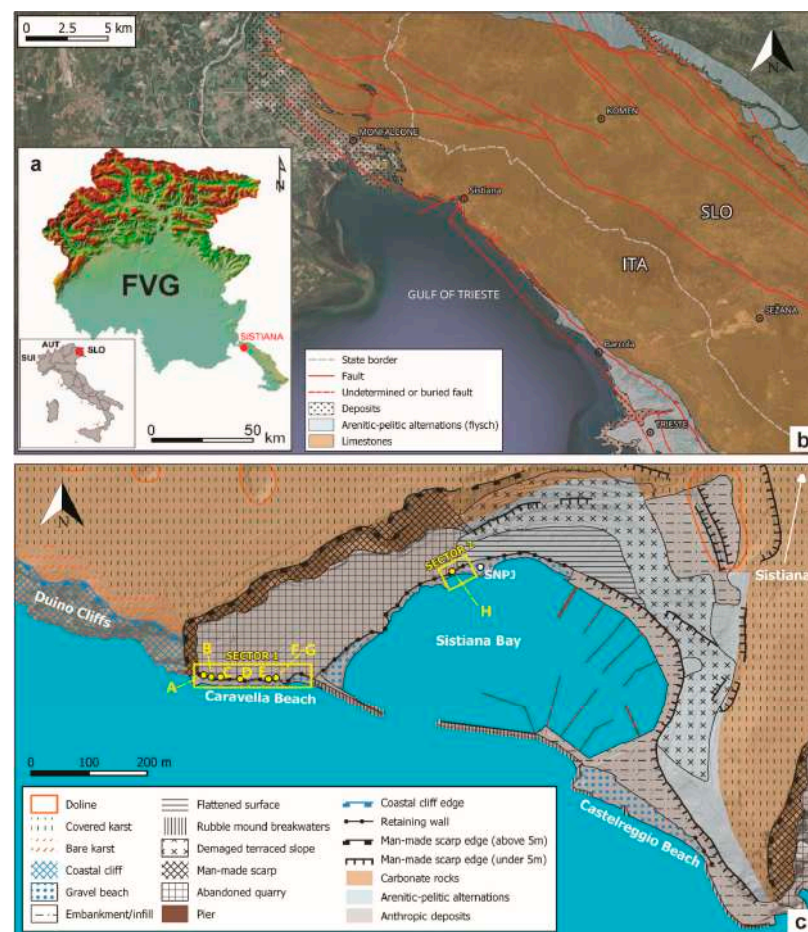 0 2.5 5 km
N
MONFALCONE
KOMEN
Sistiana
SLO
ITA
GULF OF TRIESTE
SEŽANA
Barcola
TRIESTE
State border
Fault
Undetermined or buried fault
Deposits
Arenitic-pelitic alternations (flysch)
Limestones
b
a
N
FVG
SISTIANA
AUT
SLO
SUI
0 50
km
N
SECTOR 2
SNPJ
H
Sistiana
Duino Cliffs
Sistiana Bay
B
SECTOR 1
F-G
A
C
D
E
Caravella Beach
Castelreggio Beach
0 100 200 m
Doline
Covered karst
Bare karst
Coastal cliff
Gravel beach
Embankment/infill
Flattened surface
Rubble mound breakwaters
Demaged terraced slope
Man-made scarp
Abandoned quarry
Pier
Coastal cliff edge
Retaining wall
Man-made scarp edge (above 5m)
Man-made scarp edge (under 5m)
Carbonate rocks
Arenitic-pelitic alternations
Anthropic deposits
c